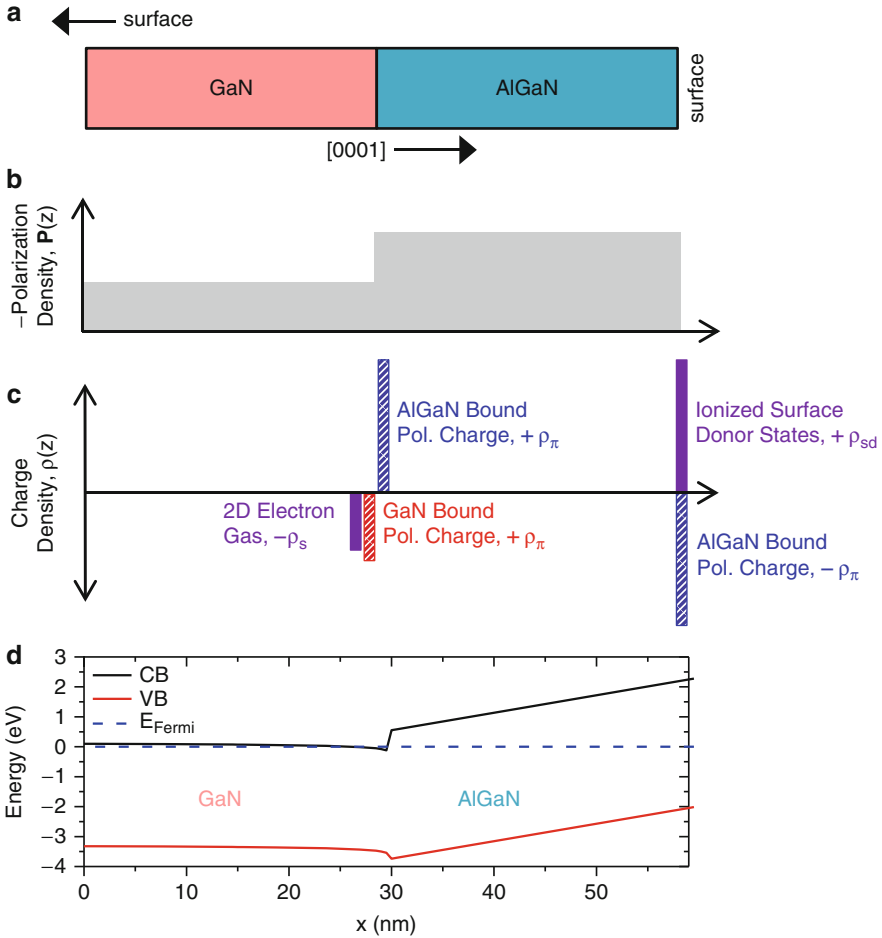 a
surface
GaN
AlGaN
surface
[0001]
b
−Polarization
Density, P(z)
c
Charge
Density, ρ(z)
AlGaN Bound
Pol. Charge, + ρπ
Ionized Surface
Donor States, + ρsd
2D Electron
Gas, −ρs
GaN Bound
Pol. Charge, + ρπ
AlGaN Bound
Pol. Charge, − ρπ
d
Energy (eV)
3
2
1
0
−1
−2
−3
−4
CB
VB
EFermi
GaN
AlGaN
0 10 20 30 40 50
x (nm)